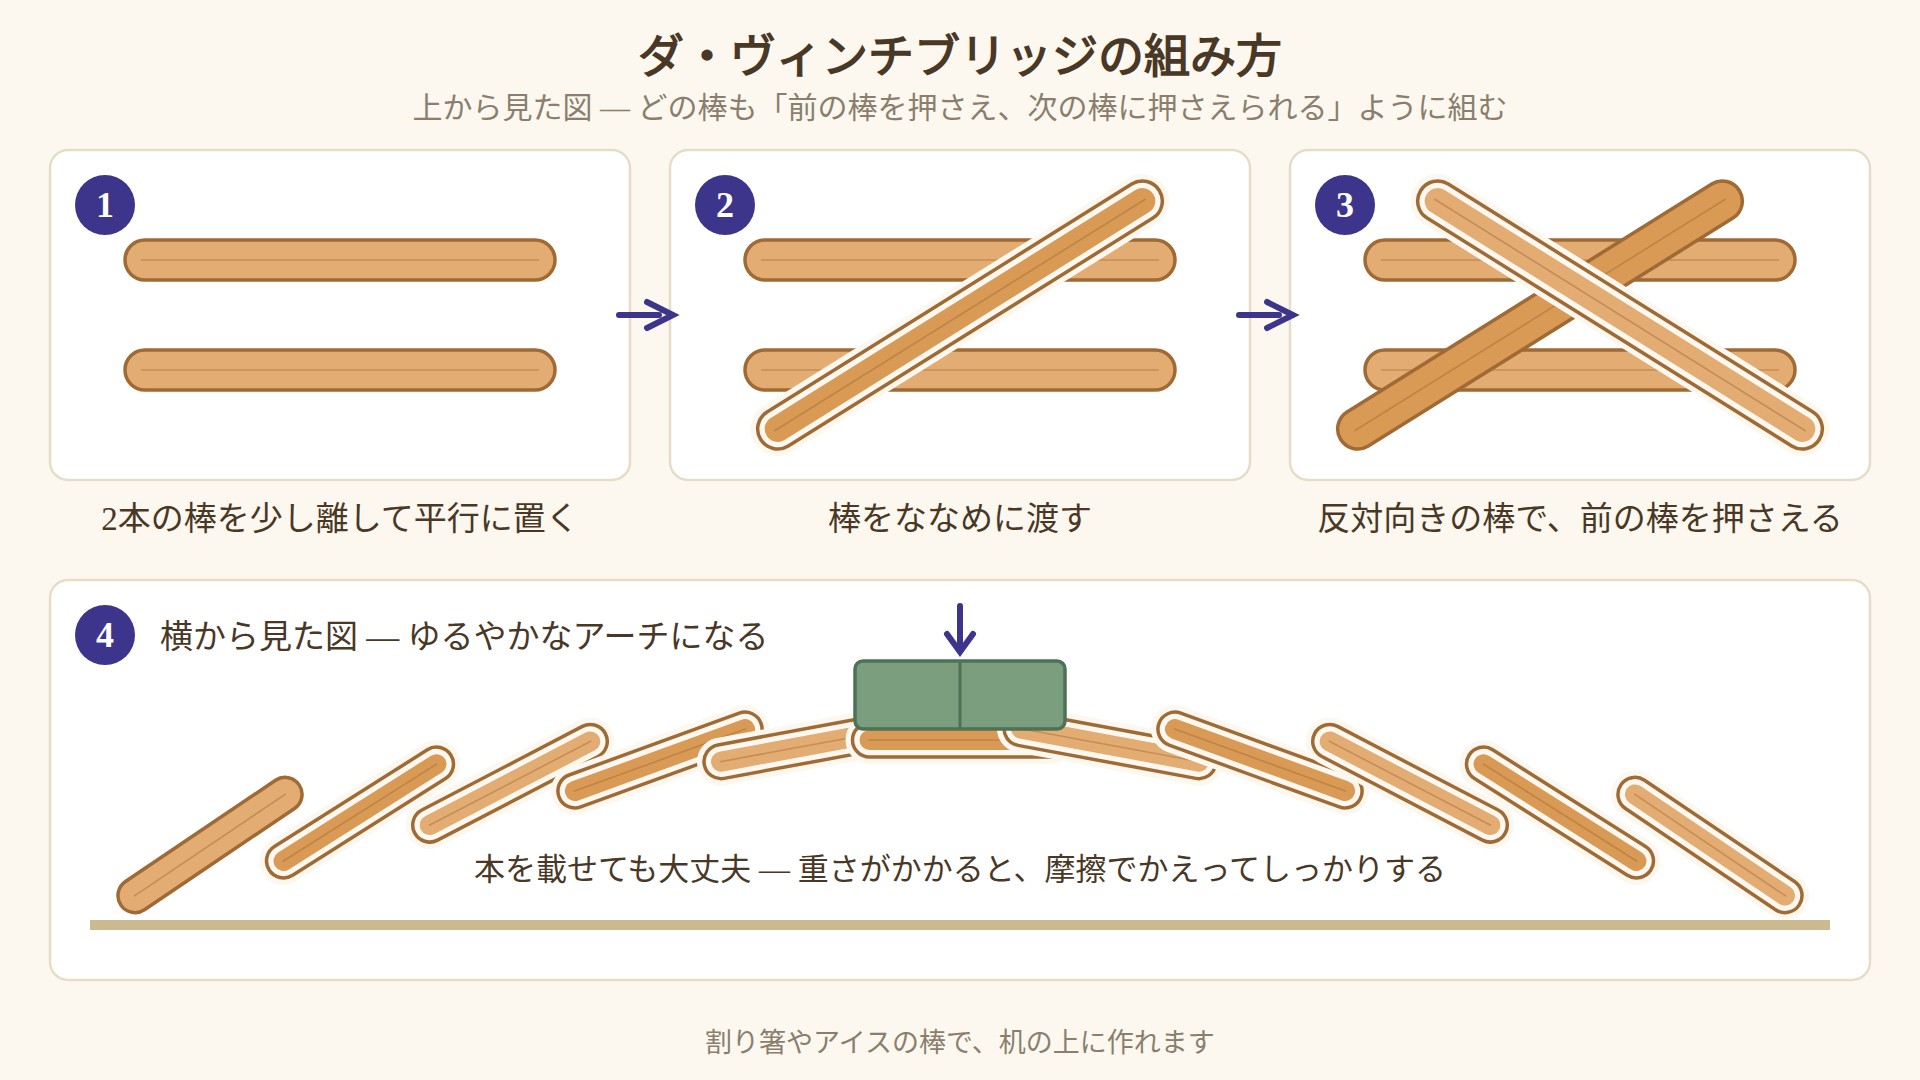 ダ・ヴィンチブリッジの組み方
上から見た図 — どの棒も「前の棒を押さえ、次の棒に押さえられる」ように組む
1
2
3
2本の棒を少し離して平行に置く
棒をななめに渡す
反対向きの棒で、前の棒を押さえる
4
横から見た図 — ゆるやかなアーチになる
本を載せても大丈夫 — 重さがかかると、摩擦でかえってしっかりする
割り箸やアイスの棒で、机の上に作れます